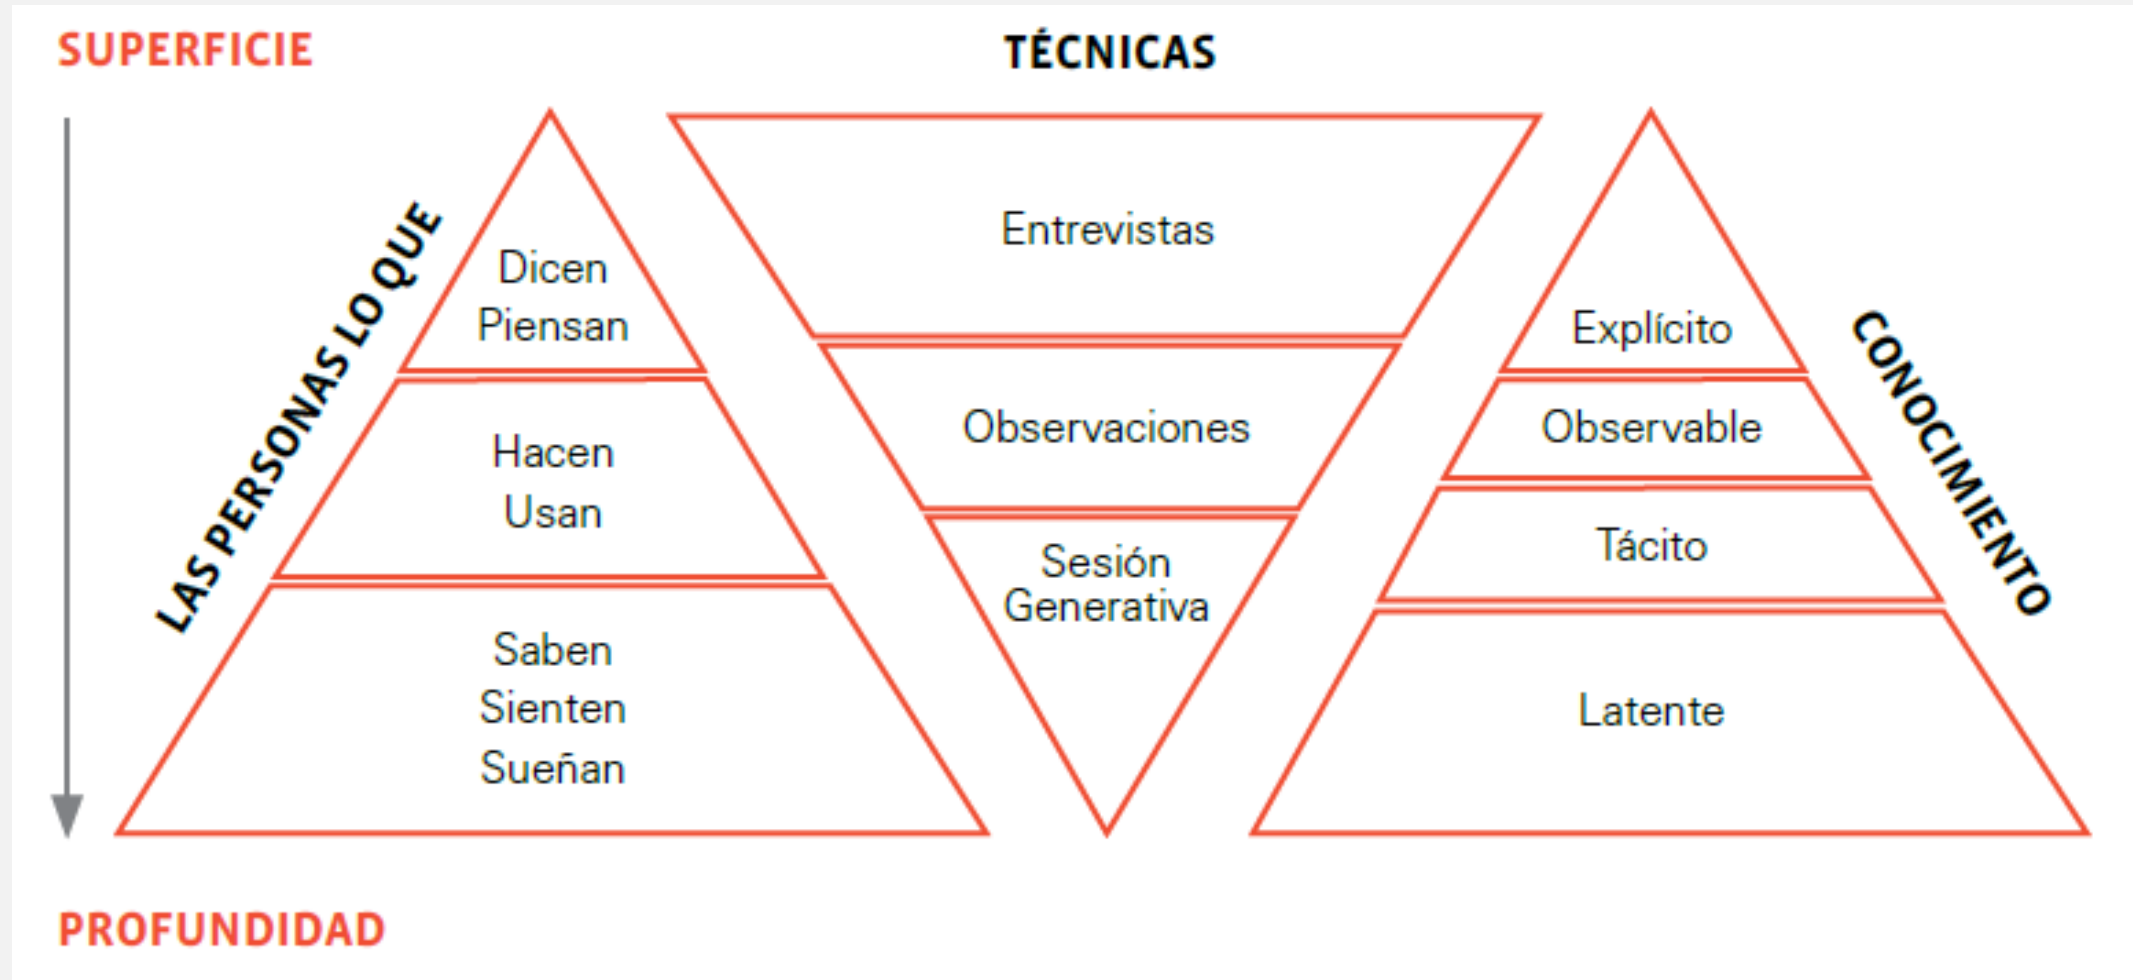 SUPERFICIE
TÉCNICAS
LAS PERSONAS LO QUE
Dicen
Piensan
Hacen
Usan
Saben
Sienten
Sueñan
Entrevistas
Observaciones
Sesión
Generativa
Explícito
Observable
Tácito
Latente
CONOCIMIENTO
PROFUNDIDAD